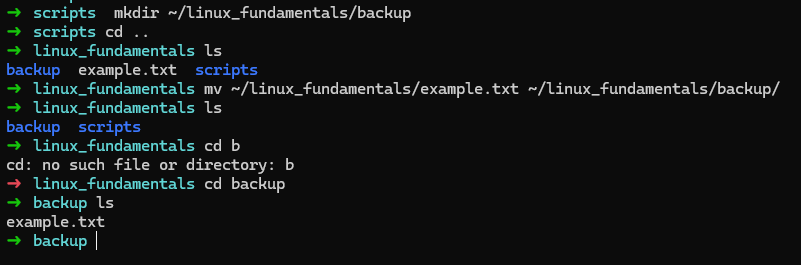 ➜ scripts mkdir ~/linux_fundamentals/backup
➜ scripts cd ..
➜ linux_fundamentals ls
backup example.txt scripts
➜ linux_fundamentals mv ~/linux_fundamentals/example.txt ~/linux_fundamentals/backup/
➜ linux_fundamentals ls
backup scripts
➜ linux_fundamentals cd b
cd: no such file or directory: b
➜ linux_fundamentals cd backup
➜ backup ls
example.txt
➜ backup